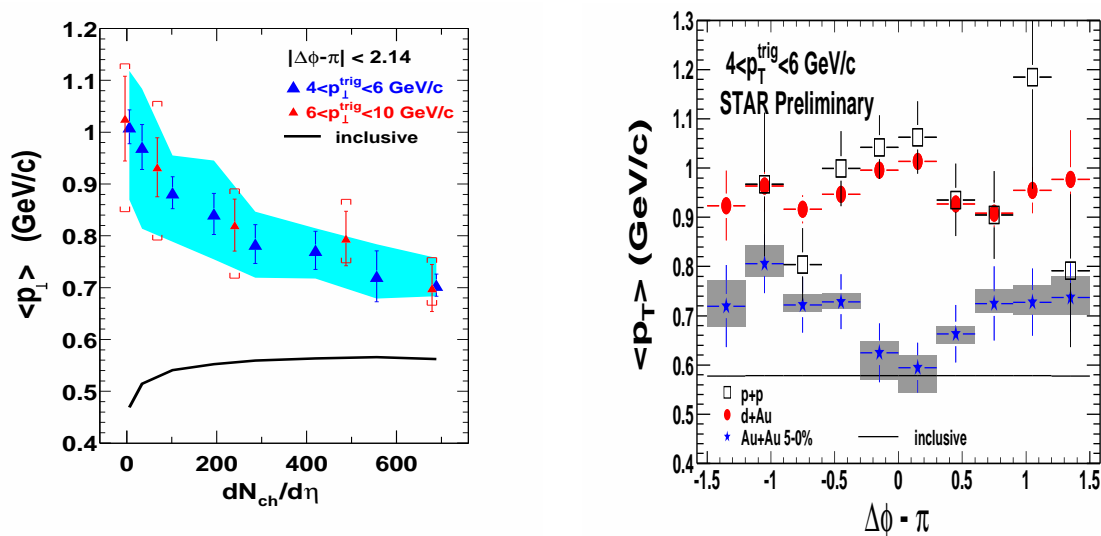 1.2
1.1
1
0.9
0.8
0.7
0.6
0.5
0.4
<p⊥> (GeV/c)
|Δϕ-π| < 2.14
4<p⊥^trig<6 GeV/c
6<p⊥^trig<10 GeV/c
inclusive
0 200 400 600
dN_ch/dη
1.3
1.2
1.1
1
0.9
0.8
0.7
0.6
0.5
0.4
<p_T> (GeV/c)
4<p_T^trig<6 GeV/c
STAR Preliminary
p+p
d+Au
Au+Au 5-0%
inclusive
-1.5 -1 -0.5 0 0.5 1 1.5
Δϕ - π